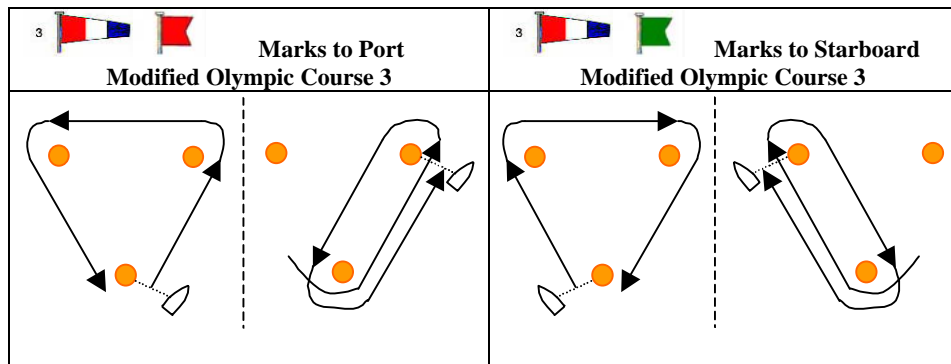 3
Marks to Port
Modified Olympic Course 3
3
Marks to Starboard
Modified Olympic Course 3